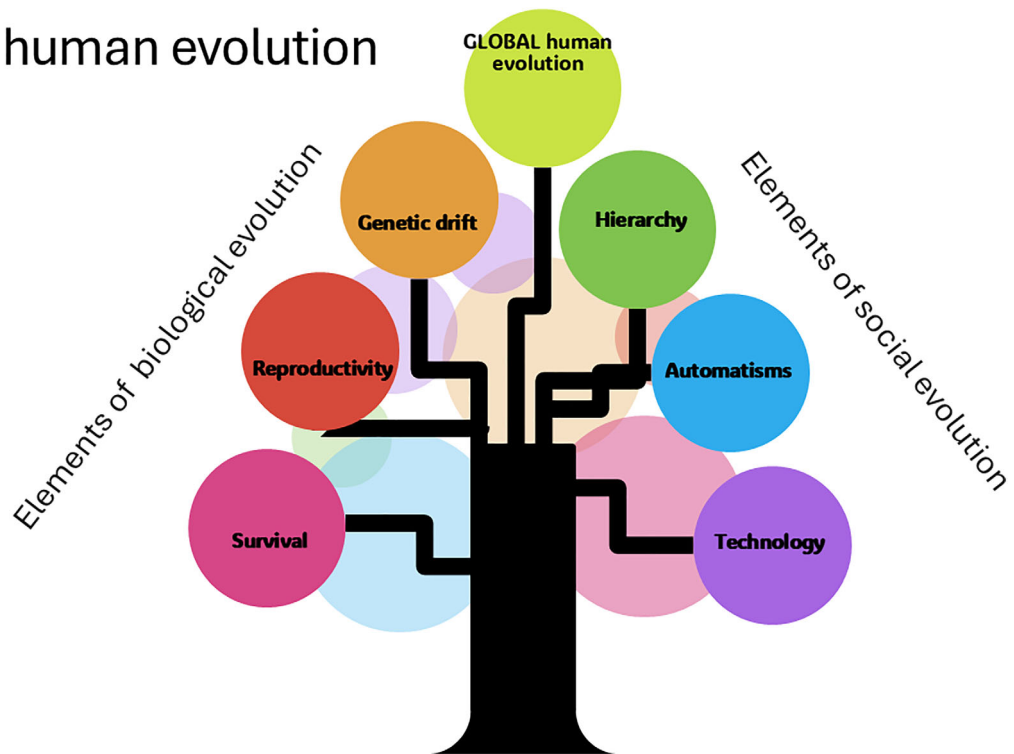 human evolution
GLOBAL human
evolution
Elements of biological evolution
Genetic drift
Reproductivity
Survival
Elements of social evolution
Hierarchy
Automatisms
Technology